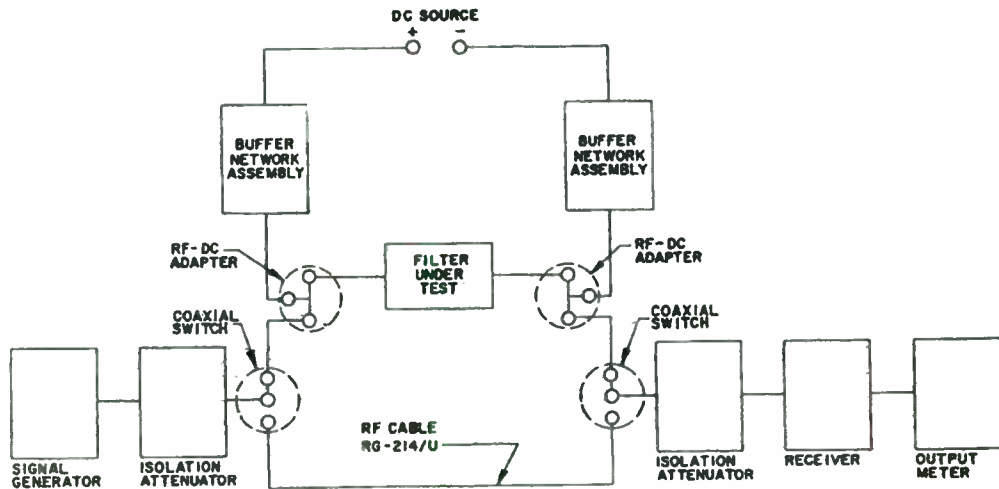 DC SOURCE
+ -
BUFFER
NETWORK
ASSEMBLY
BUFFER
NETWORK
ASSEMBLY
RF-DC
ADAPTER
FILTER
UNDER
TEST
RF-DC
ADAPTER
COAXIAL
SWITCH
COAXIAL
SWITCH
RF CABLE
RG-214/U
SIGNAL
GENERATOR
ISOLATION
ATTENUATOR
ISOLATION
ATTENUATOR
RECEIVER
OUTPUT
METER